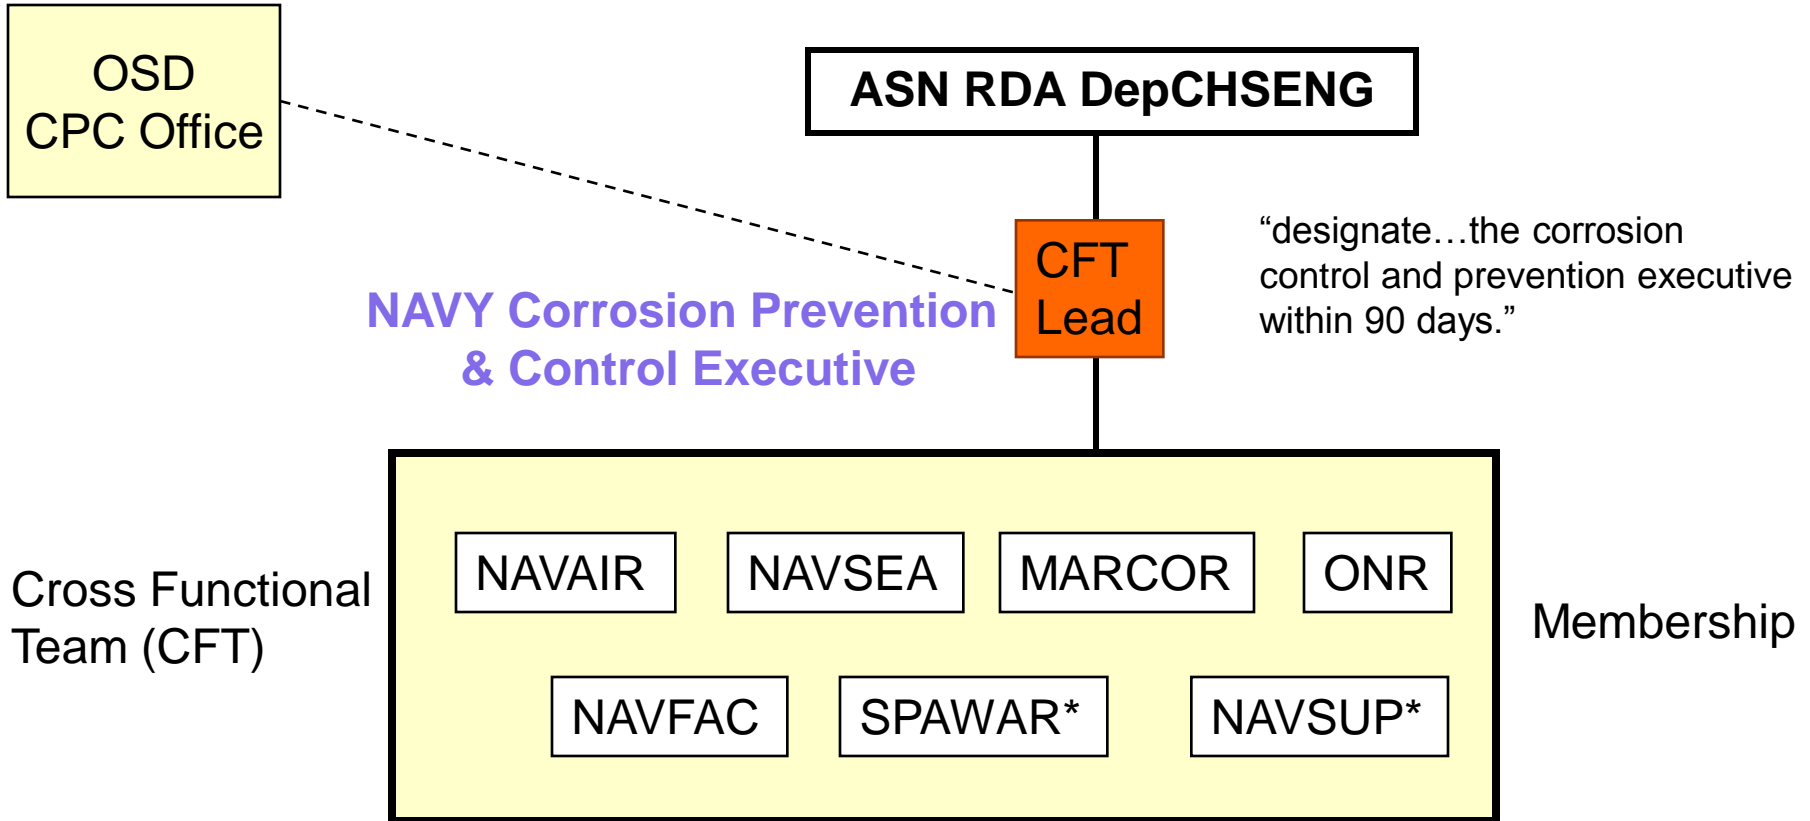 OSD
CPC Office
ASN RDA DepCHSENG
CFT
Lead
“designate…the corrosion
control and prevention executive
within 90 days.”
NAVY Corrosion Prevention
& Control Executive
Cross Functional
Team (CFT)
NAVAIR
NAVSEA
MARCOR
ONR
NAVFAC
SPAWAR*
NAVSUP*
Membership